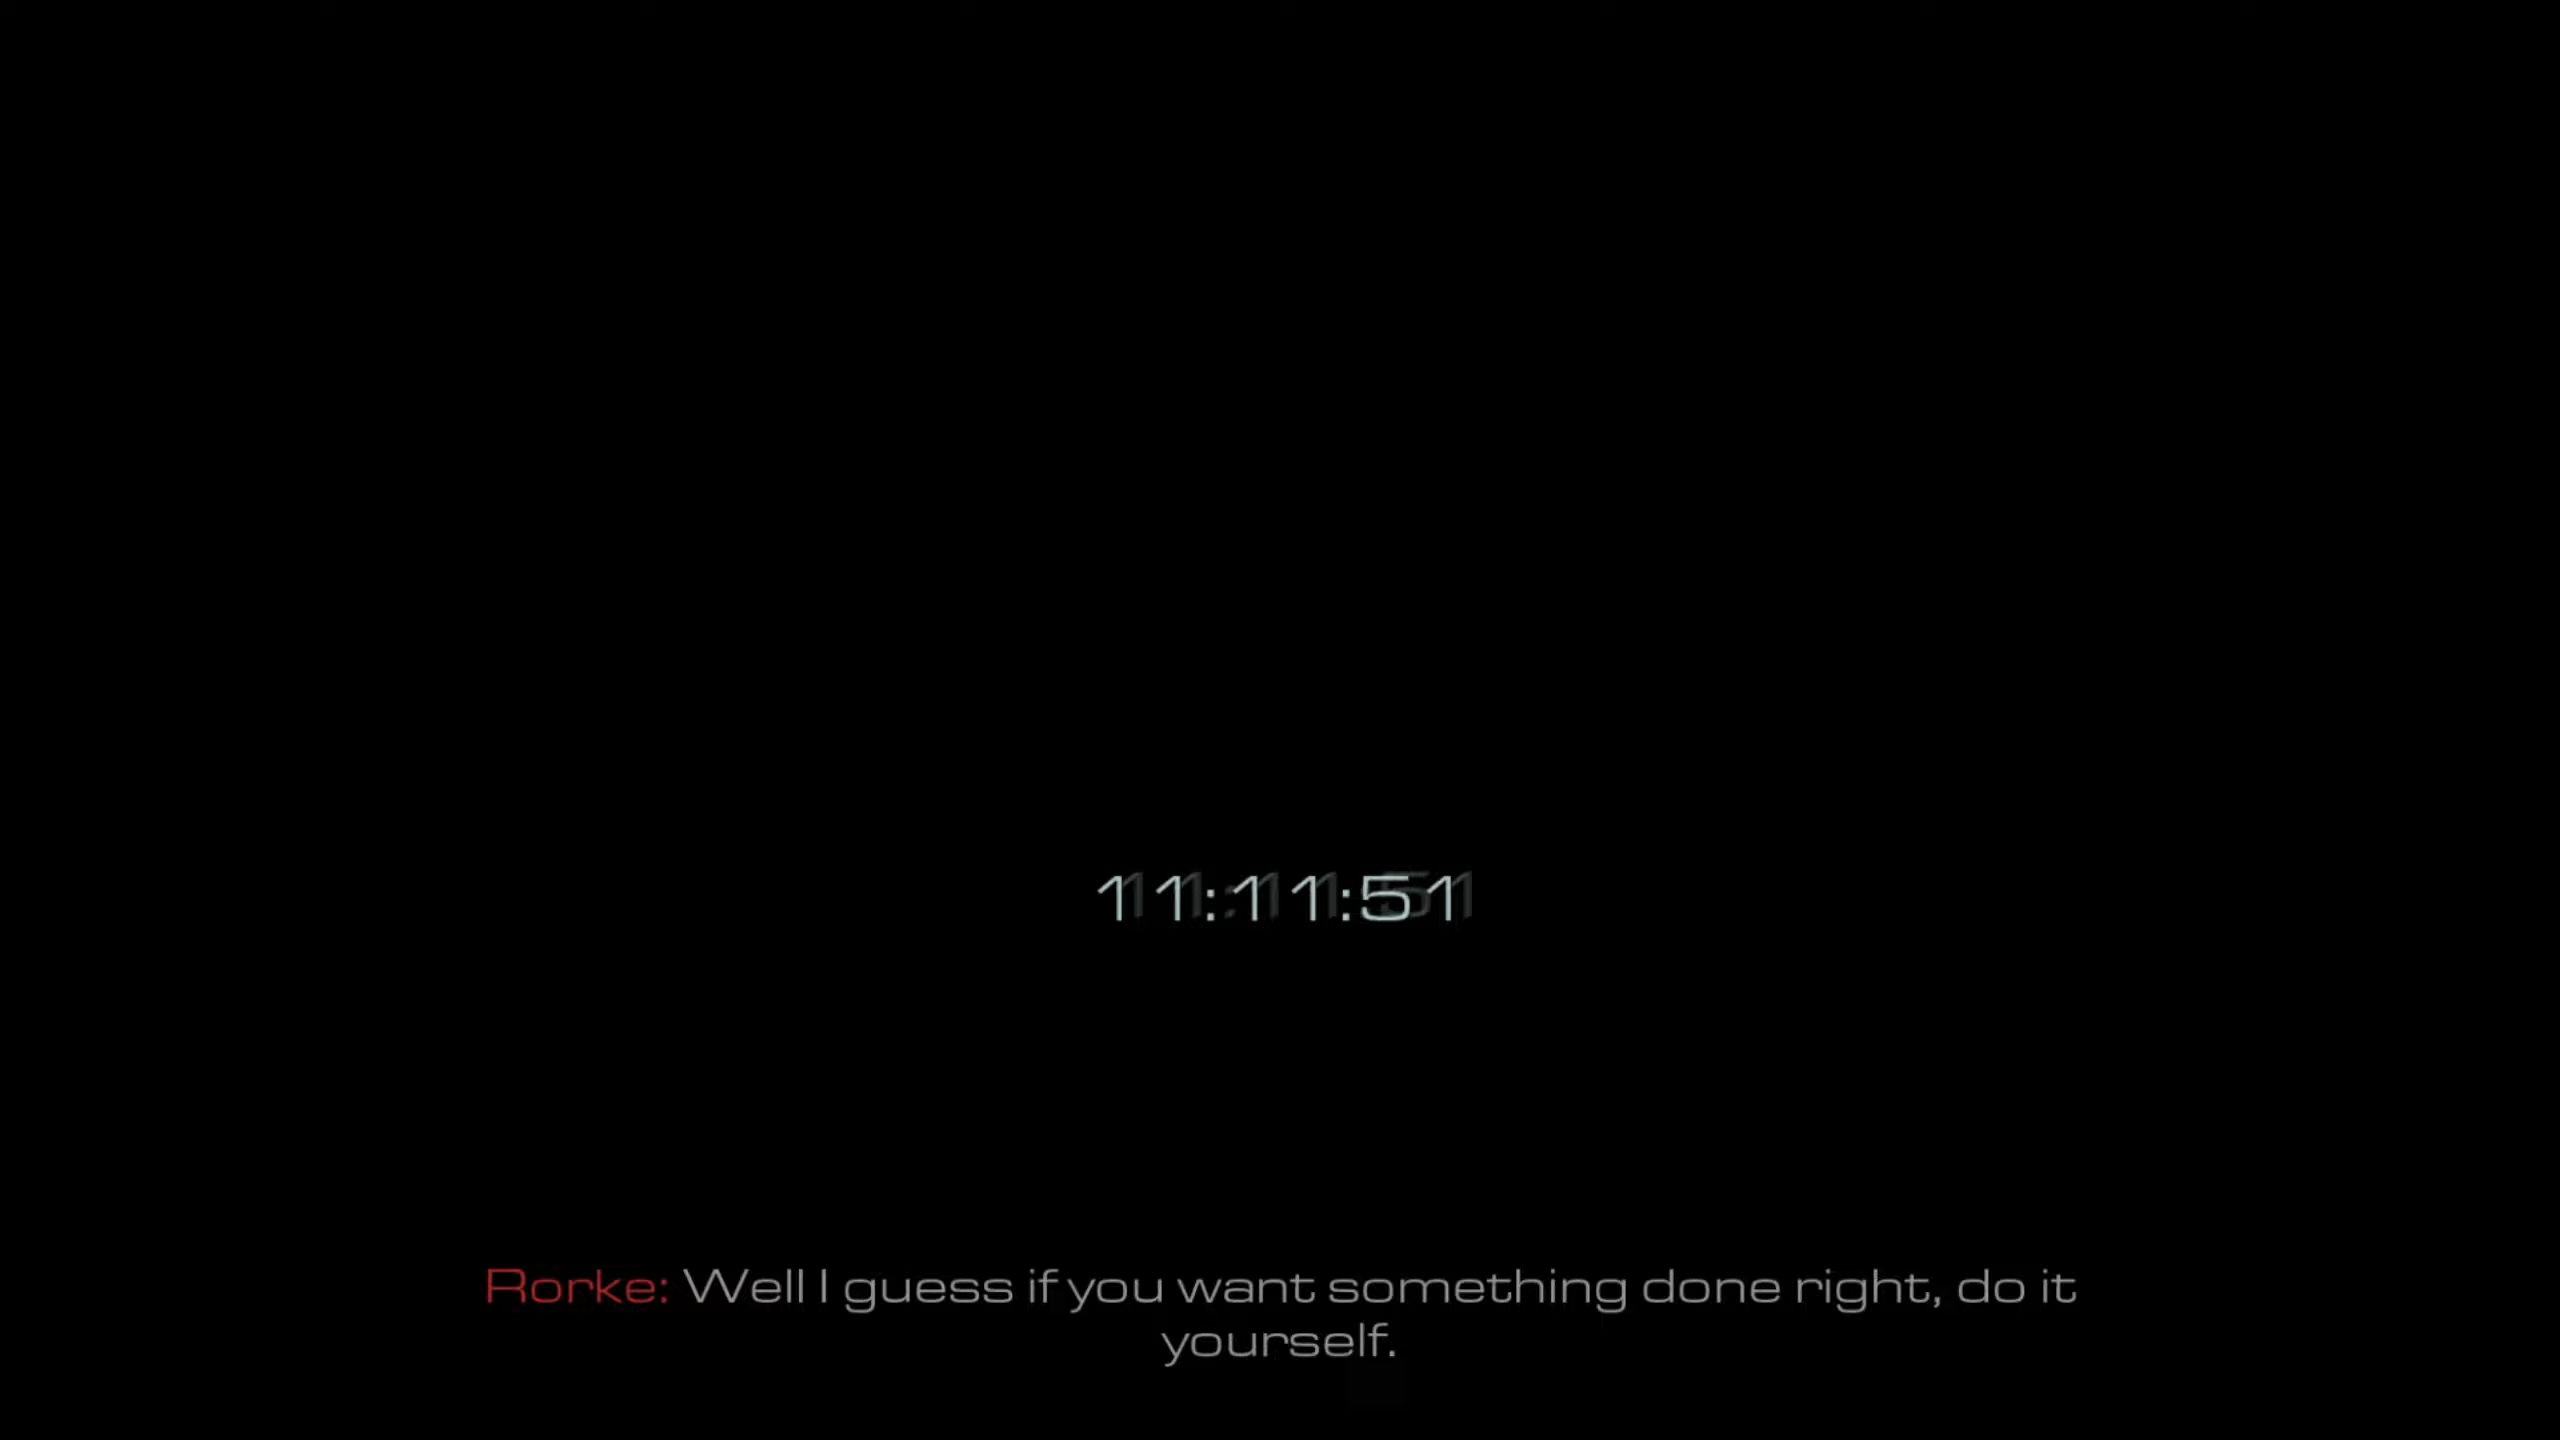 11:11:51
Rorke: Well I guess if you want something done right, do it
yourself.